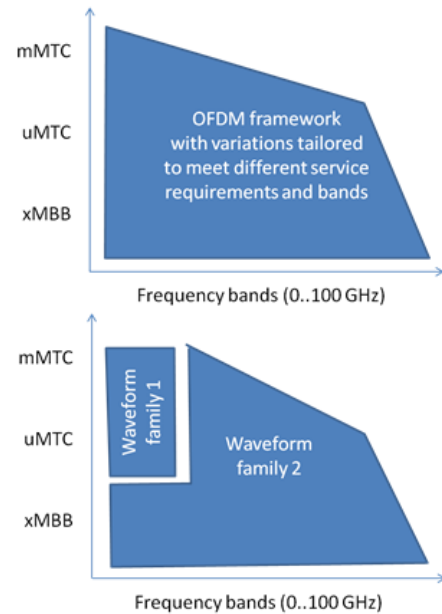 mMTC
uMTC
xMBB
OFDM framework
with variations tailored
to meet different service
requirements and bands
Frequency bands (0..100 GHz)
mMTC
uMTC
xMBB
Waveform
family 1
Waveform
family 2
Frequency bands (0..100 GHz)